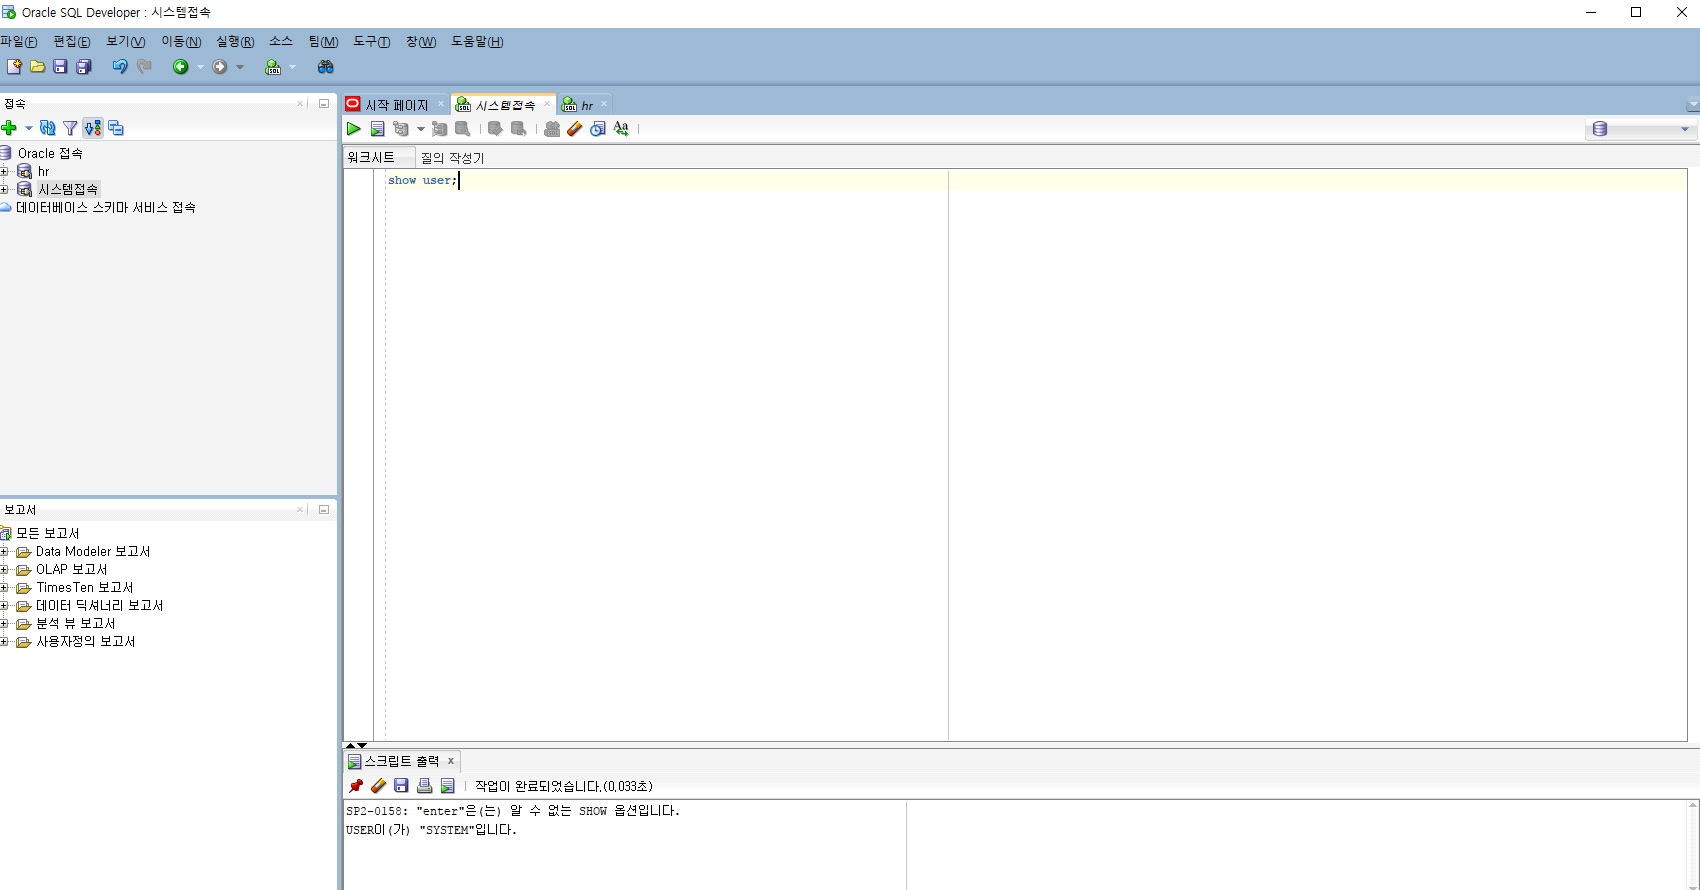 Oracle SQL Developer : 시스템접속
파일(F) 편집(E) 보기(V) 이동(N) 실행(R) 소스 팀(M) 도구(T) 창(W) 도움말(H)
접속
Oracle 접속
hr
시스템접속
데이터베이스 스키마 서비스 접속
보고서
모든 보고서
Data Modeler 보고서
OLAP 보고서
TimesTen 보고서
데이터 딕셔너리 보고서
분석 뷰 보고서
사용자정의 보고서
시작 페이지 시스템접속 hr
워크시트 질의 작성기
show user;
스크립트 출력 x
작업이 완료되었습니다.(0.033초)
SP2-0158: "enter"은(는) 알 수 없는 SHOW 옵션입니다.
USER이(가) "SYSTEM"입니다.